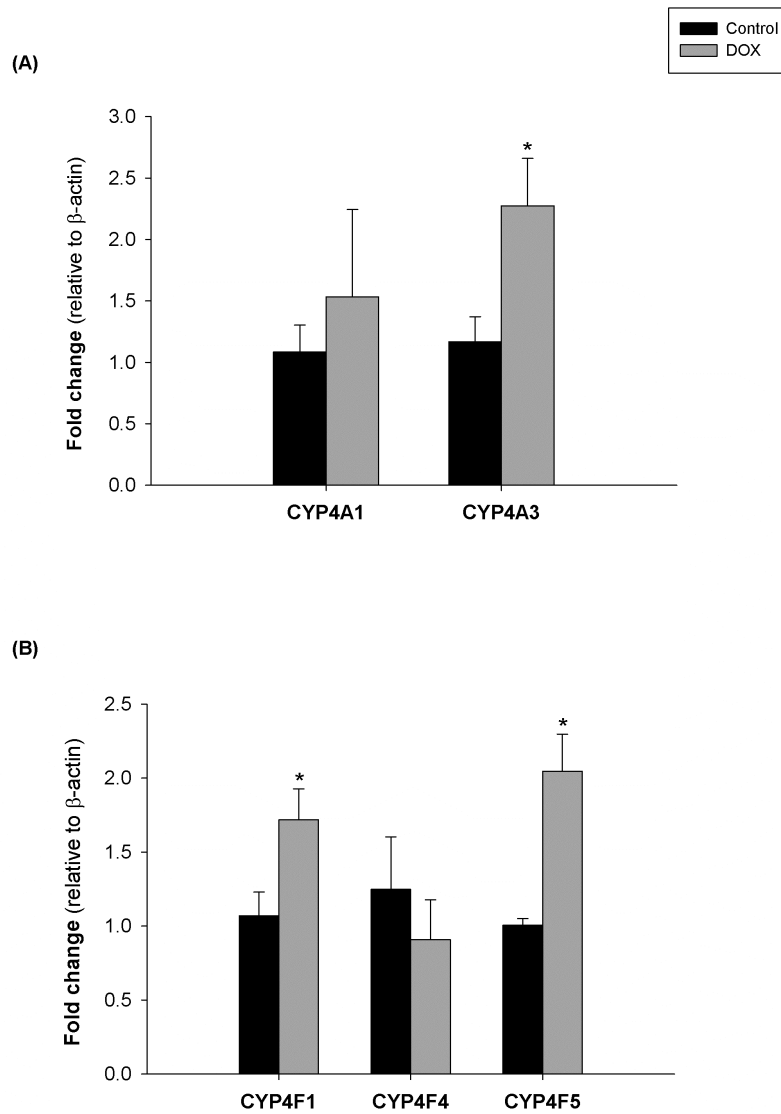 Control
DOX
(A)
Fold change (relative to β-actin)
3.0
2.5
2.0
1.5
1.0
0.5
0.0
*
CYP4A1 CYP4A3
(B)
Fold change (relative to β-actin)
2.5
2.0
1.5
1.0
0.5
0.0
*
*
CYP4F1 CYP4F4 CYP4F5